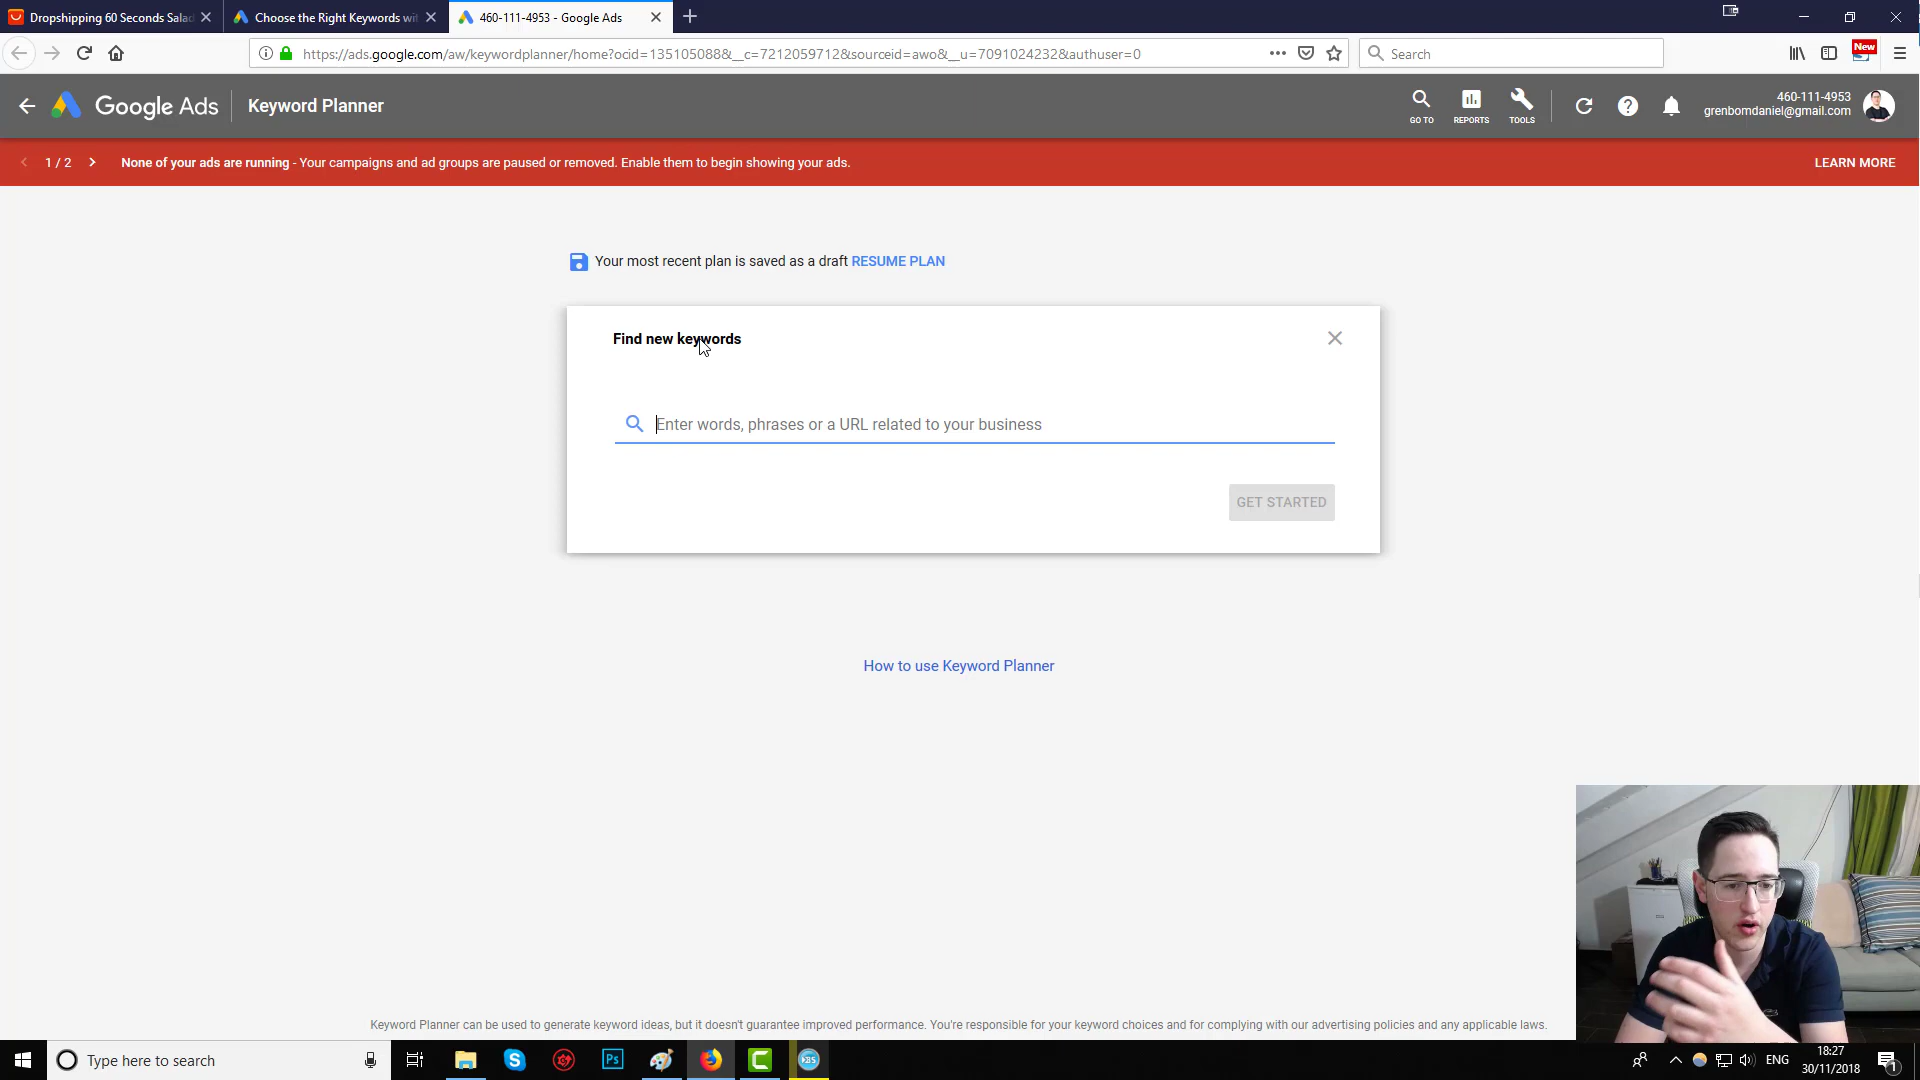 Dropshipping 60 Seconds Salad
Choose the Right Keywords wit
460-111-4953 - Google Ads
https://ads.google.com/aw/keywordplanner/home?ocid=135105088&__c=7212059712&sourceid=awo&__u=7091024232&authuser=0
Search
New
Google Ads
Keyword Planner
GO TO
REPORTS
TOOLS
460-111-4953
grenbomdaniel@gmail.com
1 / 2
None of your ads are running - Your campaigns and ad groups are paused or removed. Enable them to begin showing your ads.
LEARN MORE
Your most recent plan is saved as a draft RESUME PLAN
Find new keywords
Enter words, phrases or a URL related to your business
GET STARTED
How to use Keyword Planner
Keyword Planner can be used to generate keyword ideas, but it doesn't guarantee improved performance. You're responsible for your keyword choices and for complying with our advertising policies and any applicable laws.
Type here to search
Ps
ENG
18:27
30/11/2018
1